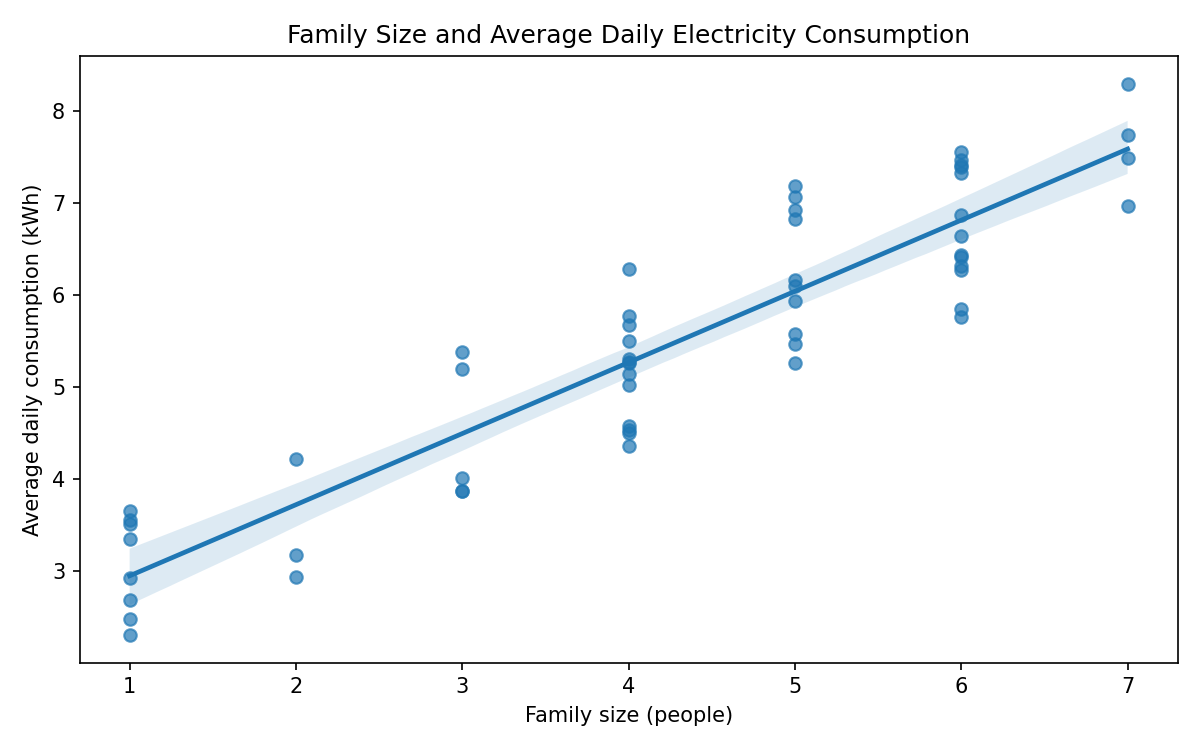 Family Size and Average Daily Electricity Consumption
Average daily consumption (kWh)
8
7
6
5
4
3
1 2 3 4 5 6 7
Family size (people)